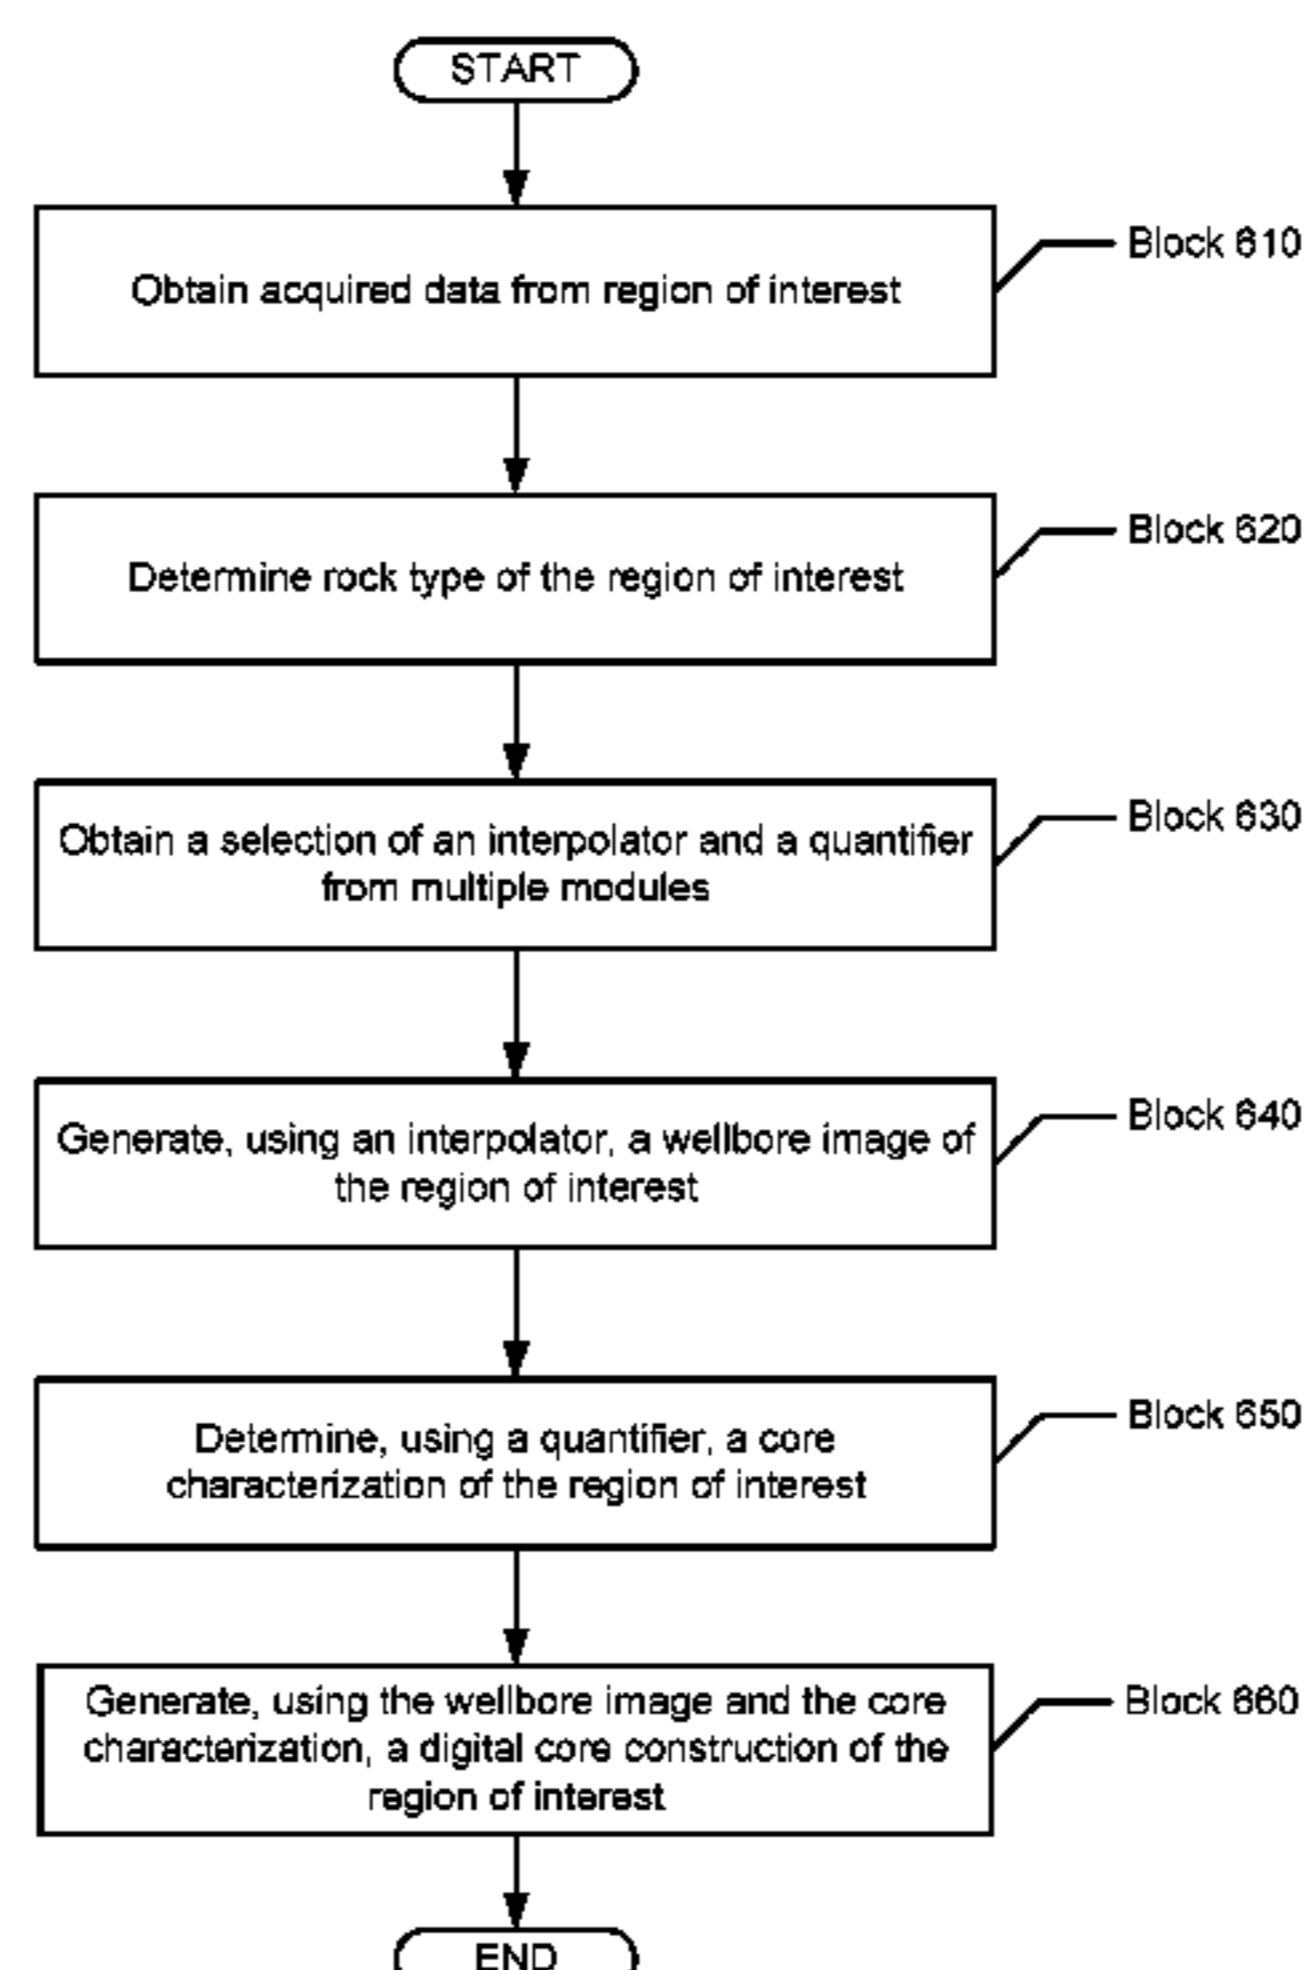 START
Obtain acquired data from region of interest
Block 610
Determine rock type of the region of interest
Block 620
Obtain a selection of an interpolator and a quantifier
from multiple modules
Block 630
Generate, using an interpolator, a wellbore image of
the region of interest
Block 640
Determine, using a quantifier, a core
characterization of the region of interest
Block 650
Generate, using the wellbore image and the core
characterization, a digital core construction of the
region of interest
Block 660
END